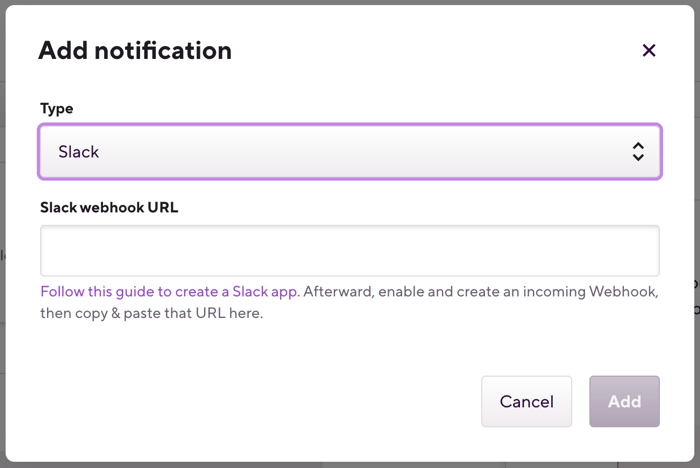 Add notification
Type
Slack
Slack webhook URL
Follow this guide to create a Slack app. Afterward, enable and create an incoming Webhook,
then copy & paste that URL here.
Cancel
Add